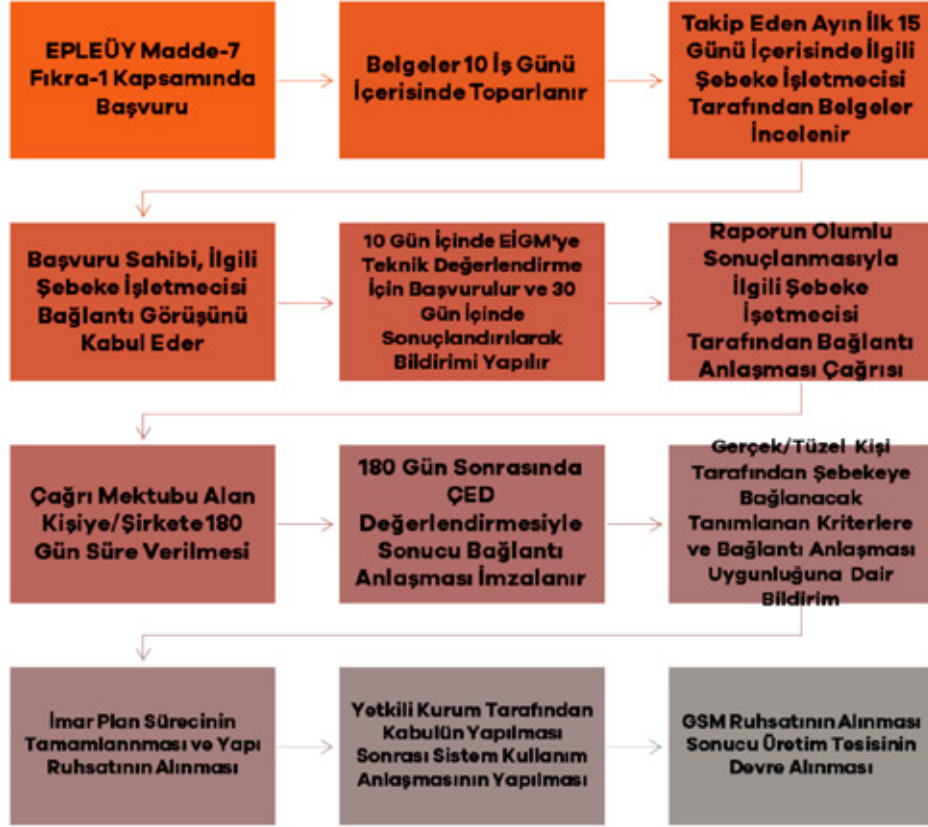 EPLEÜY Madde-7
Fıkra-1 Kapsamında
Başvuru
Belgeler 10 İş Günü
İçerisinde Toparlanır
Takip Eden Ayın İlk 15
Günü İçerisinde İlgili
Şebeke İşletmecisi
Tarafından Belgeler
İncelenir
Başvuru Sahibi, İlgili
Şebeke İşletmecisi
Bağlantı Görüşünü
Kabul Eder
10 Gün İçinde EİGM'ye
Teknik Değerlendirme
İçin Başvurulur ve 30
Gün İçinde
Sonuçlandırılarak
Bildirimi Yapılır
Raporun Olumlu
Sonuçlanmasıyla
İlgili Şebeke
İşetmecisi
Tarafından Bağlantı
Anlaşması Çağrısı
Çağrı Mektubu Alan
Kişiye/Şirkete 180
Gün Süre Verilmesi
180 Gün Sonrasında
ÇED
Değerlendirmesiyle
Sonucu Bağlantı
Anlaşması İmzalanır
Gerçek/Tüzel Kişi
Tarafından Şebekeye
Bağlanacak
Tanımlanan Kriterlere
ve Bağlantı Anlaşması
Uygunluğuna Dair
Bildirim
İmar Plan Sürecinin
Tamamlannması ve Yapı
Ruhsatının Alınması
Yetkili Kurum Tarafından
Kabulün Yapılması
Sonrası Sistem Kullanım
Anlaşmasının Yapılması
GSM Ruhsatının Alınması
Sonucu Üretim Tesisinin
Devre Alınması